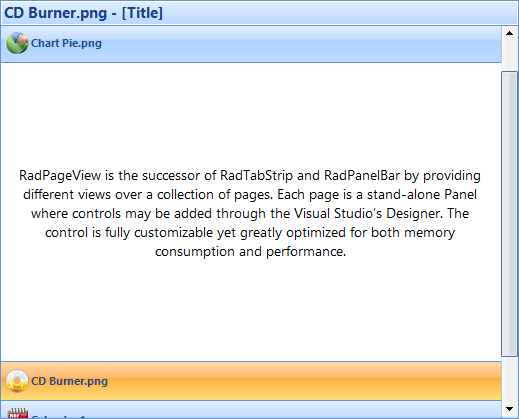 CD Burner.png - [Title]
Chart Pie.png
RadPageView is the successor of RadTabStrip and RadPanelBar by providing
different views over a collection of pages. Each page is a stand-alone Panel
where controls may be added through the Visual Studio’s Designer. The
control is fully customizable yet greatly optimized for both memory
consumption and performance.
CD Burner.png